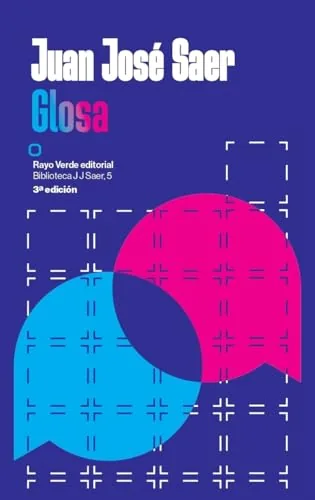 Juan José Saer
Glosa
Rayo Verde editorial
Biblioteca J J Saer, 5
3ª edición